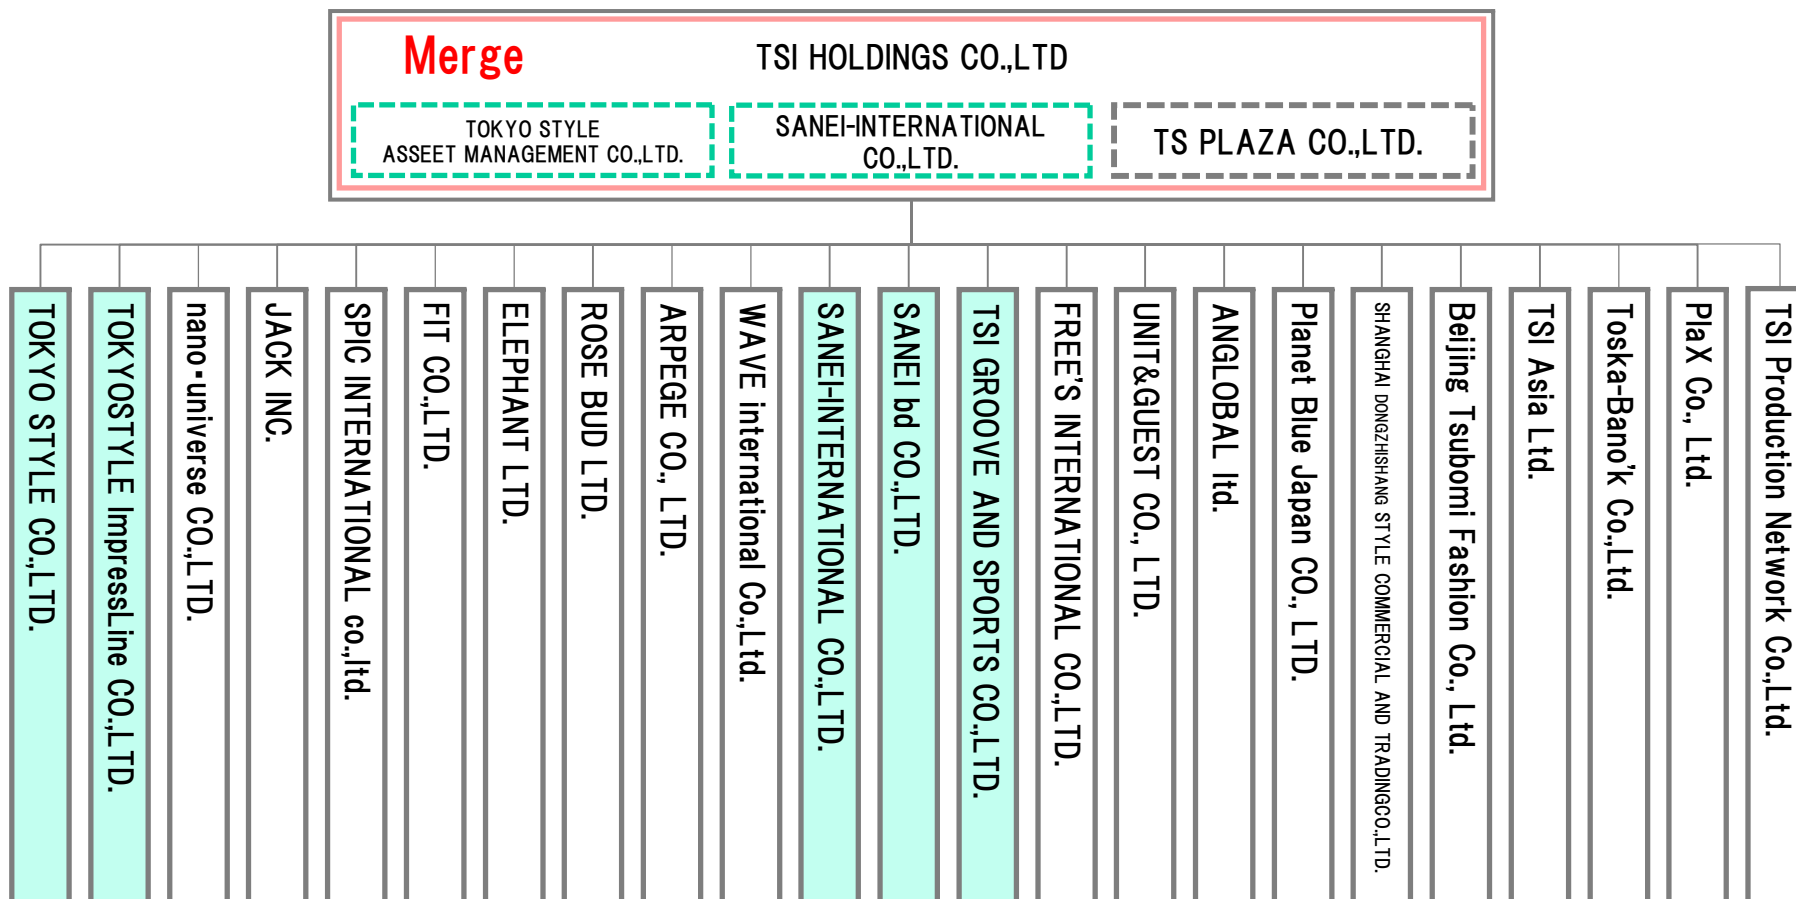 Merge
TSI HOLDINGS CO.,LTD
TOKYO STYLE
ASSEET MANAGEMENT CO.,LTD.
SANEI-INTERNATIONAL
CO.,LTD.
TS PLAZA CO.,LTD.
TOKYO STYLE CO.,LTD.
TOKYOSTYLE ImpressLine CO.,LTD.
nano・universe CO.,LTD.
JACK INC.
SPIC INTERNATIONAL co.,ltd.
FIT CO.,LTD.
ELEPHANT LTD.
ROSE BUD LTD.
ARPEGE CO., LTD.
WAVE international Co.,Ltd.
SANEI-INTERNATIONAL CO.,LTD.
SANEI bd CO.,LTD.
TSI GROOVE AND SPORTS CO.,LTD.
FREE'S INTERNATIONAL CO.,LTD.
UNIT&GUEST CO., LTD.
ANGLOBAL ltd.
Planet Blue Japan CO., LTD.
SHANGHAI DONGZHISHANG STYLE COMMERCIAL AND TRADINGCO.,LTD.
Beijing Tsubomi Fashion Co., Ltd.
TSI Asia Ltd.
Toska-Bano'k Co.,Ltd.
PlaX Co., Ltd.
TSI Production Network Co.,Ltd.